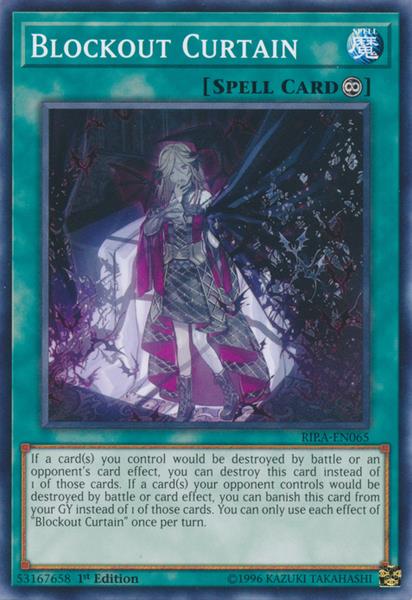 BLOCKOUT CURTAIN
SPELL
魔
[SPELL CARD]
RIRA-EN065
If a card(s) you control would be destroyed by battle or an
opponent's card effect, you can destroy this card instead of
1 of those cards. If a card(s) your opponent controls would be
destroyed by battle or card effect, you can banish this card from
your GY instead of 1 of those cards. You can only use each effect of
"Blockout Curtain" once per turn.
53167658 1st Edition ©1996 KAZUKI TAKAHASHI